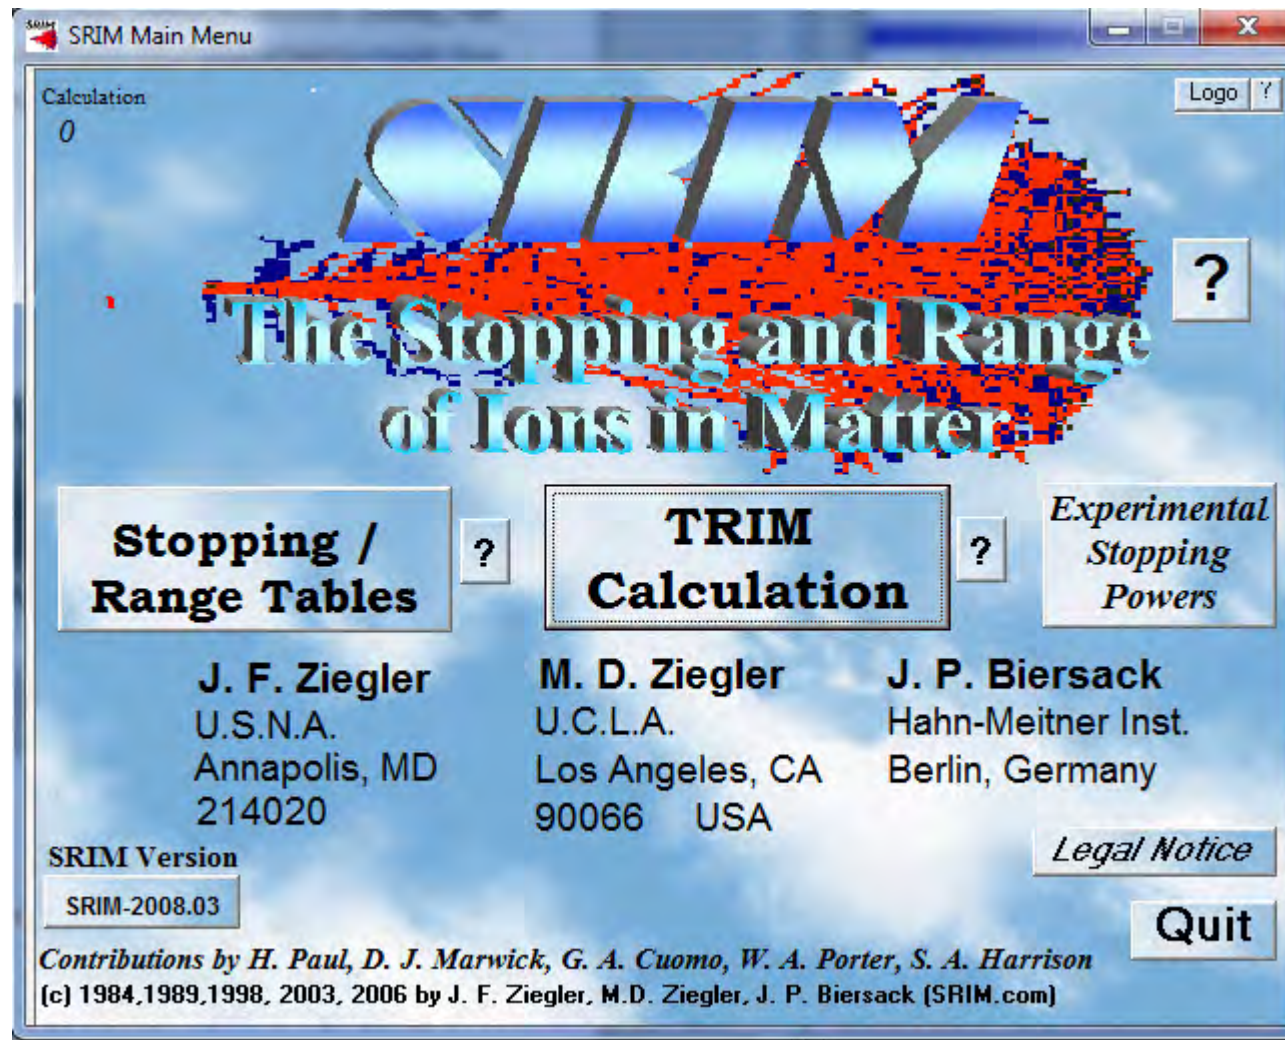 SRIM
SRIM Main Menu
Calculation
0
Logo ?
SRIM
?
The Stopping and Range
of Ions in Matter
Stopping /
Range Tables
?
TRIM
Calculation
?
Experimental
Stopping
Powers
J. F. Ziegler
U.S.N.A.
Annapolis, MD
214020
M. D. Ziegler
U.C.L.A.
Los Angeles, CA
90066 USA
J. P. Biersack
Hahn-Meitner Inst.
Berlin, Germany
SRIM Version
SRIM-2008.03
Legal Notice
Quit
Contributions by H. Paul, D. J. Marwick, G. A. Cuomo, W. A. Porter, S. A. Harrison
(c) 1984,1989,1998, 2003, 2006 by J. F. Ziegler, M.D. Ziegler, J. P. Biersack (SRIM.com)